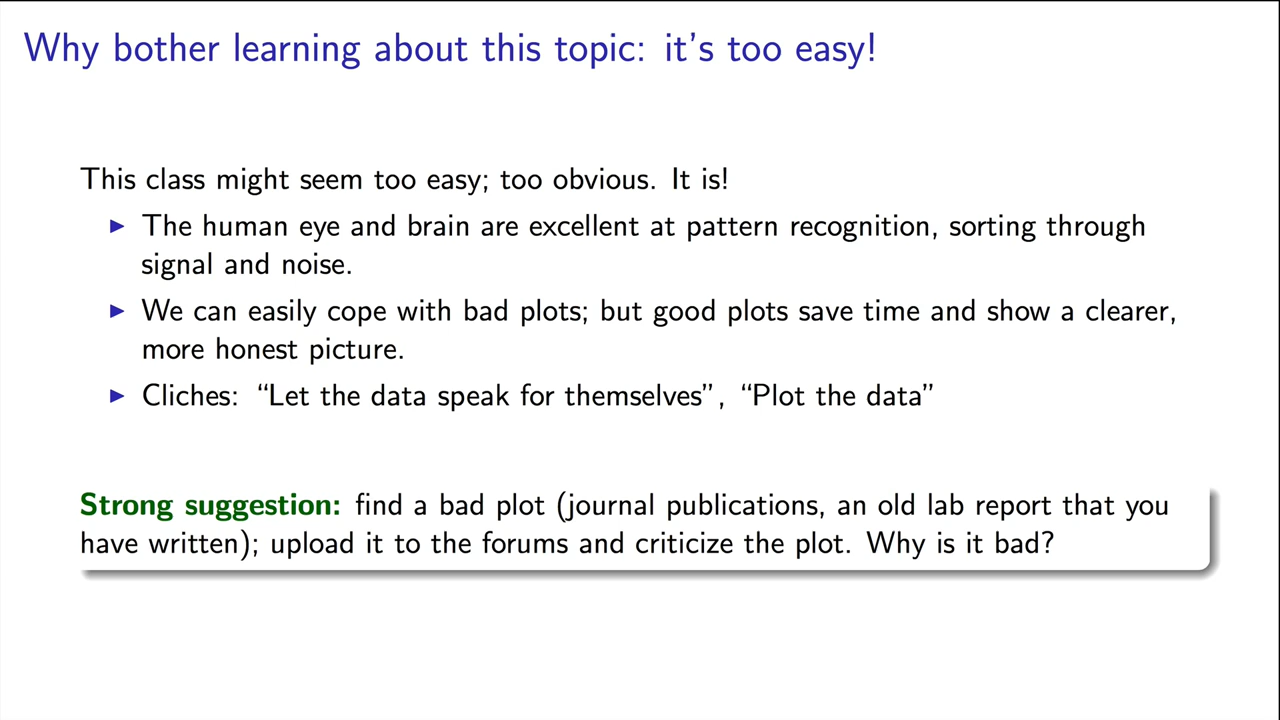 Why bother learning about this topic: it's too easy!
This class might seem too easy; too obvious. It is!
▶ The human eye and brain are excellent at pattern recognition, sorting through
signal and noise.
▶ We can easily cope with bad plots; but good plots save time and show a clearer,
more honest picture.
▶ Cliches: “Let the data speak for themselves”, “Plot the data”
Strong suggestion: find a bad plot (journal publications, an old lab report that you
have written); upload it to the forums and criticize the plot. Why is it bad?